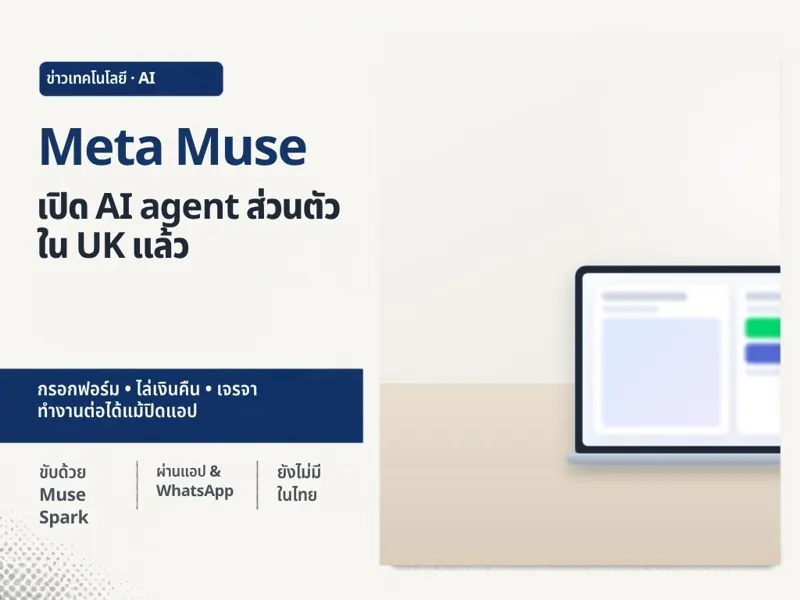 ข่าวเทคโนโลยี · AI
Meta Muse
เปิด AI agent ส่วนตัว
ใน UK แล้ว
กรอกฟอร์ม • ไล่เงินคืน • เจรจา
ทำงานต่อได้แม้ปิดแอป
ขับด้วย
Muse
Spark
ผ่านแอป &
WhatsApp
ยังไม่มี
ในไทย